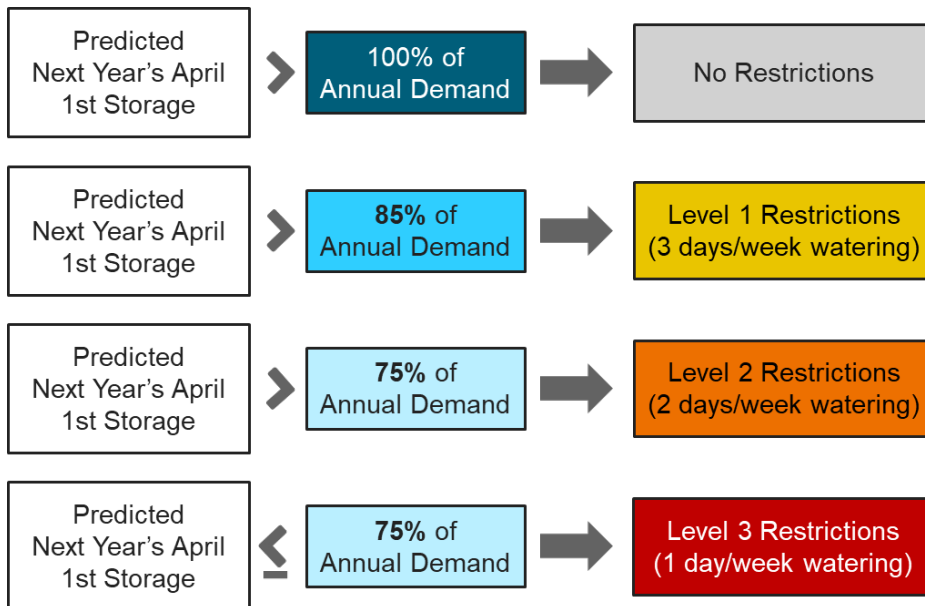 Predicted
Next Year's April
1st Storage
>
100% of
Annual Demand
No Restrictions
Predicted
Next Year's April
1st Storage
>
85% of
Annual Demand
Level 1 Restrictions
(3 days/week watering)
Predicted
Next Year's April
1st Storage
>
75% of
Annual Demand
Level 2 Restrictions
(2 days/week watering)
Predicted
Next Year's April
1st Storage
≤
75% of
Annual Demand
Level 3 Restrictions
(1 day/week watering)